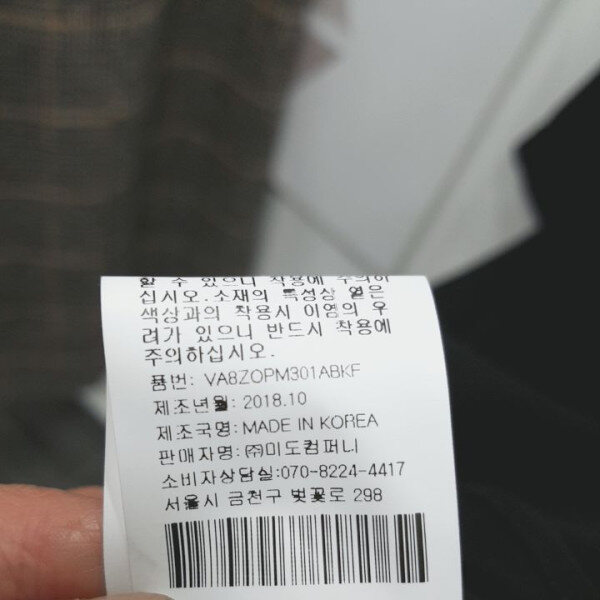 할 수 있으니 착용에 주의하
십시오.소재의 특성상 옅은
색상과의 착용시 이염의 우
려가 있으니 반드시 착용에
주의하십시오.
품번: VA8ZOPM301ABKF
제조년월: 2018.10
제조국명: MADE IN KOREA
판매자명: ㈜미도컴퍼니
소비자상담실:070-8224-4417
서울시 금천구 벚꽃로 298